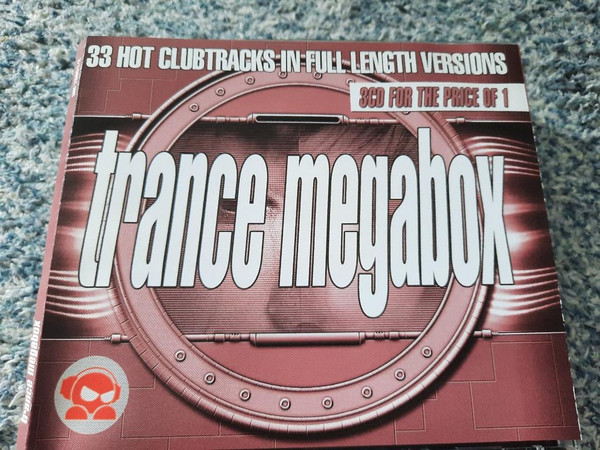 33 HOT CLUBTRACKS IN FULL LENGTH VERSIONS
3CD FOR THE PRICE OF 1
trance megabox
trance megabox